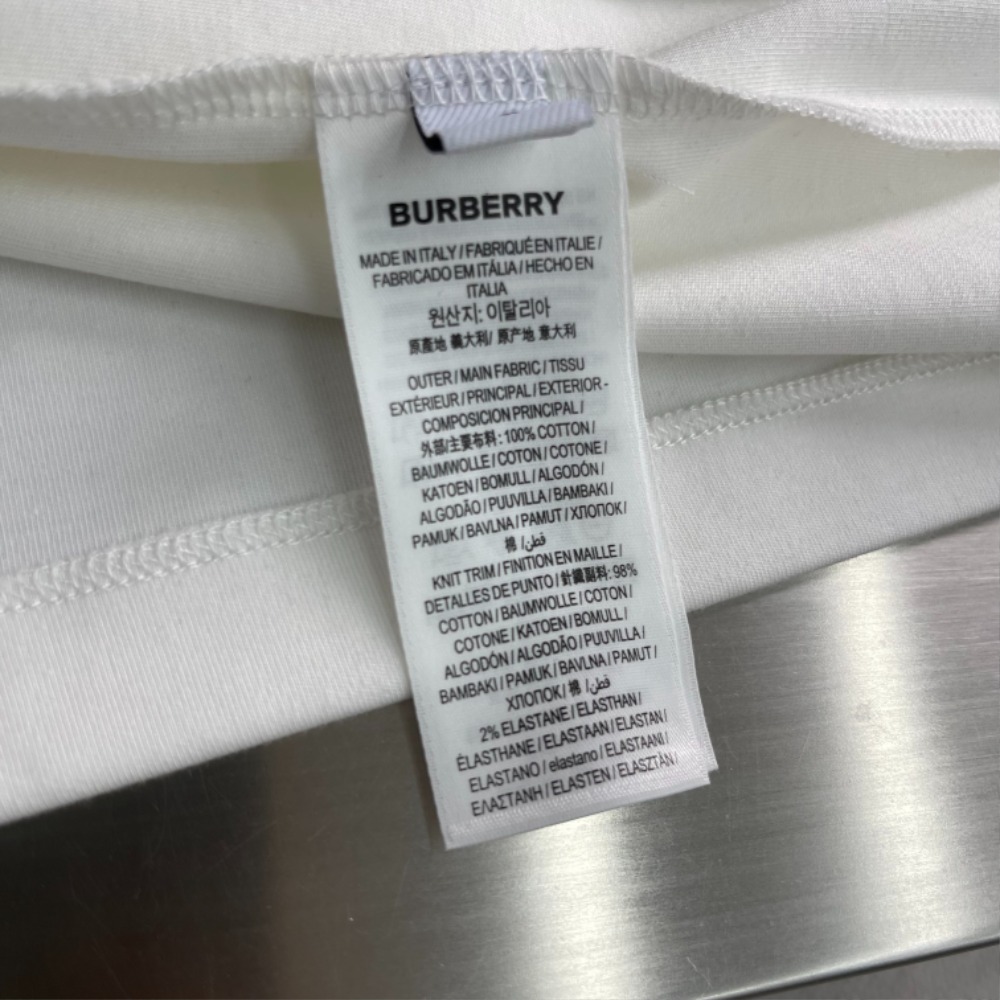 BURBERRY
MADE IN ITALY / FABRIQUÉ EN ITALIE /
FABRICADO EM ITÁLIA / HECHO EN
ITALIA
원산지: 이탈리아
原產地 義大利/ 原产地 意大利
OUTER / MAIN FABRIC / TISSU
EXTÉRIEUR / PRINCIPAL / EXTERIOR -
COMPOSICION PRINCIPAL /
外部/主要布料: 100% COTTON /
BAUMWOLLE / COTON / COTONE /
KATOEN / BOMULL / ALGODÓN /
ALGODÃO / PUUVILLA / BAMBAKI /
PAMUK / BAVLNA / PAMUT / ХЛОПОК /
棉 / قطن
KNIT TRIM / FINITION EN MAILLE /
DETALLES DE PUNTO / 針織副料: 98%
COTTON / BAUMWOLLE / COTON /
COTONE / KATOEN / BOMULL /
ALGODÓN / ALGODÃO / PUUVILLA /
BAMBAKI / PAMUK / BAVLNA / PAMUT /
ХЛОПОК / 棉 / قطن
2% ELASTANE / ELASTHAN /
ÉLASTHANE / ELASTAAN / ELASTAN /
ELASTANO / elastano / ELASTAANI /
ΕΛΑΣΤΑΝΗ / ELASTEN / ELASZTÁN /